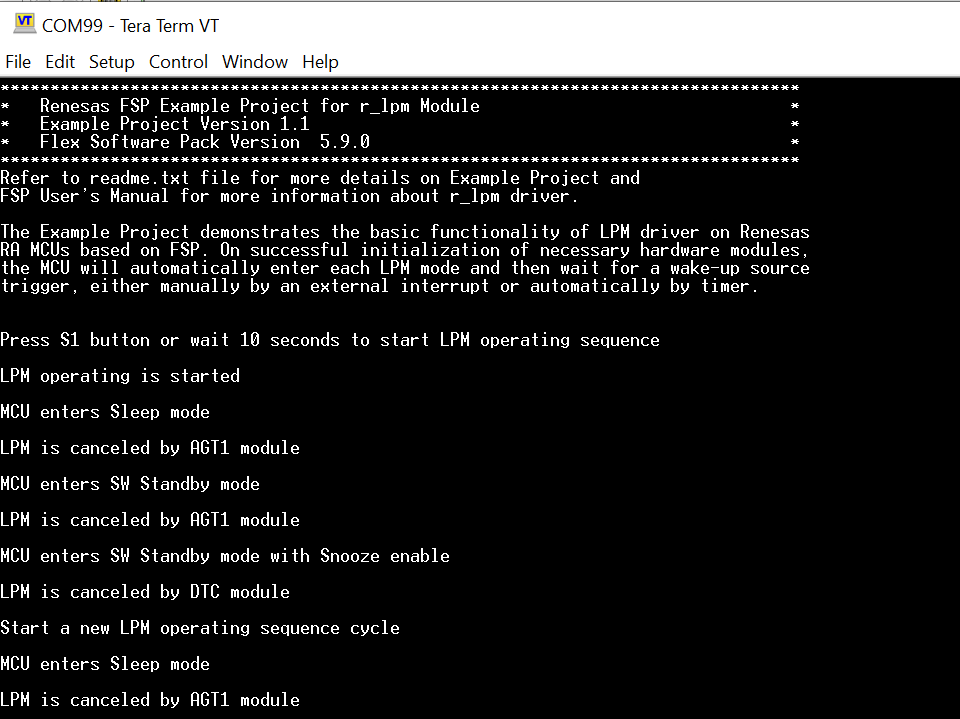 VT COM99 - Tera Term VT
File Edit Setup Control Window Help
********************************************************************************
*   Renesas FSP Example Project for r_lpm Module                               *
*   Example Project Version 1.1                                                *
*   Flex Software Pack Version  5.9.0                                          *
********************************************************************************
Refer to readme.txt file for more details on Example Project and
FSP User's Manual for more information about r_lpm driver.
The Example Project demonstrates the basic functionality of LPM driver on Renesas
RA MCUs based on FSP. On successful initialization of necessary hardware modules,
the MCU will automatically enter each LPM mode and then wait for a wake-up source
trigger, either manually by an external interrupt or automatically by timer.
Press S1 button or wait 10 seconds to start LPM operating sequence
LPM operating is started
MCU enters Sleep mode
LPM is canceled by AGT1 module
MCU enters SW Standby mode
LPM is canceled by AGT1 module
MCU enters SW Standby mode with Snooze enable
LPM is canceled by DTC module
Start a new LPM operating sequence cycle
MCU enters Sleep mode
LPM is canceled by AGT1 module